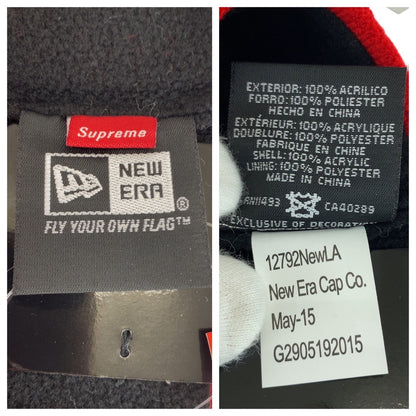 Supreme
NEW
ERA®
FLY YOUR OWN FLAG™
EXTERIOR: 100% ACRILICO
FORRO: 100% POLIESTER
HECHO EN CHINA
EXTÉRIEUR: 100% ACRYLIQUE
DOUBLURE: 100% POLYESTER
FABRIQUE EN CHINE
SHELL: 100% ACRYLIC
LINING: 100% POLYESTER
MADE IN CHINA
RN11493 CA40289
EXCLUSIVE OF DECORATION
12792NewLA
New Era Cap Co.
May-15
G2905192015